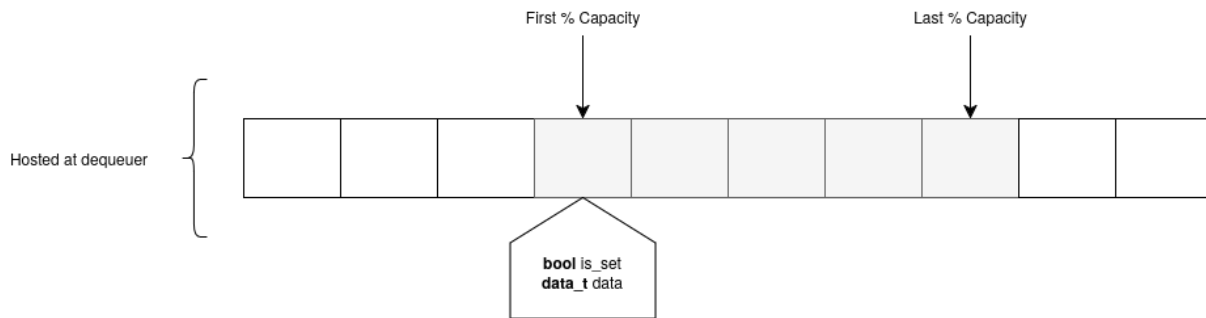 First % Capacity
Last % Capacity
Hosted at dequeuer
bool is_set
data_t data